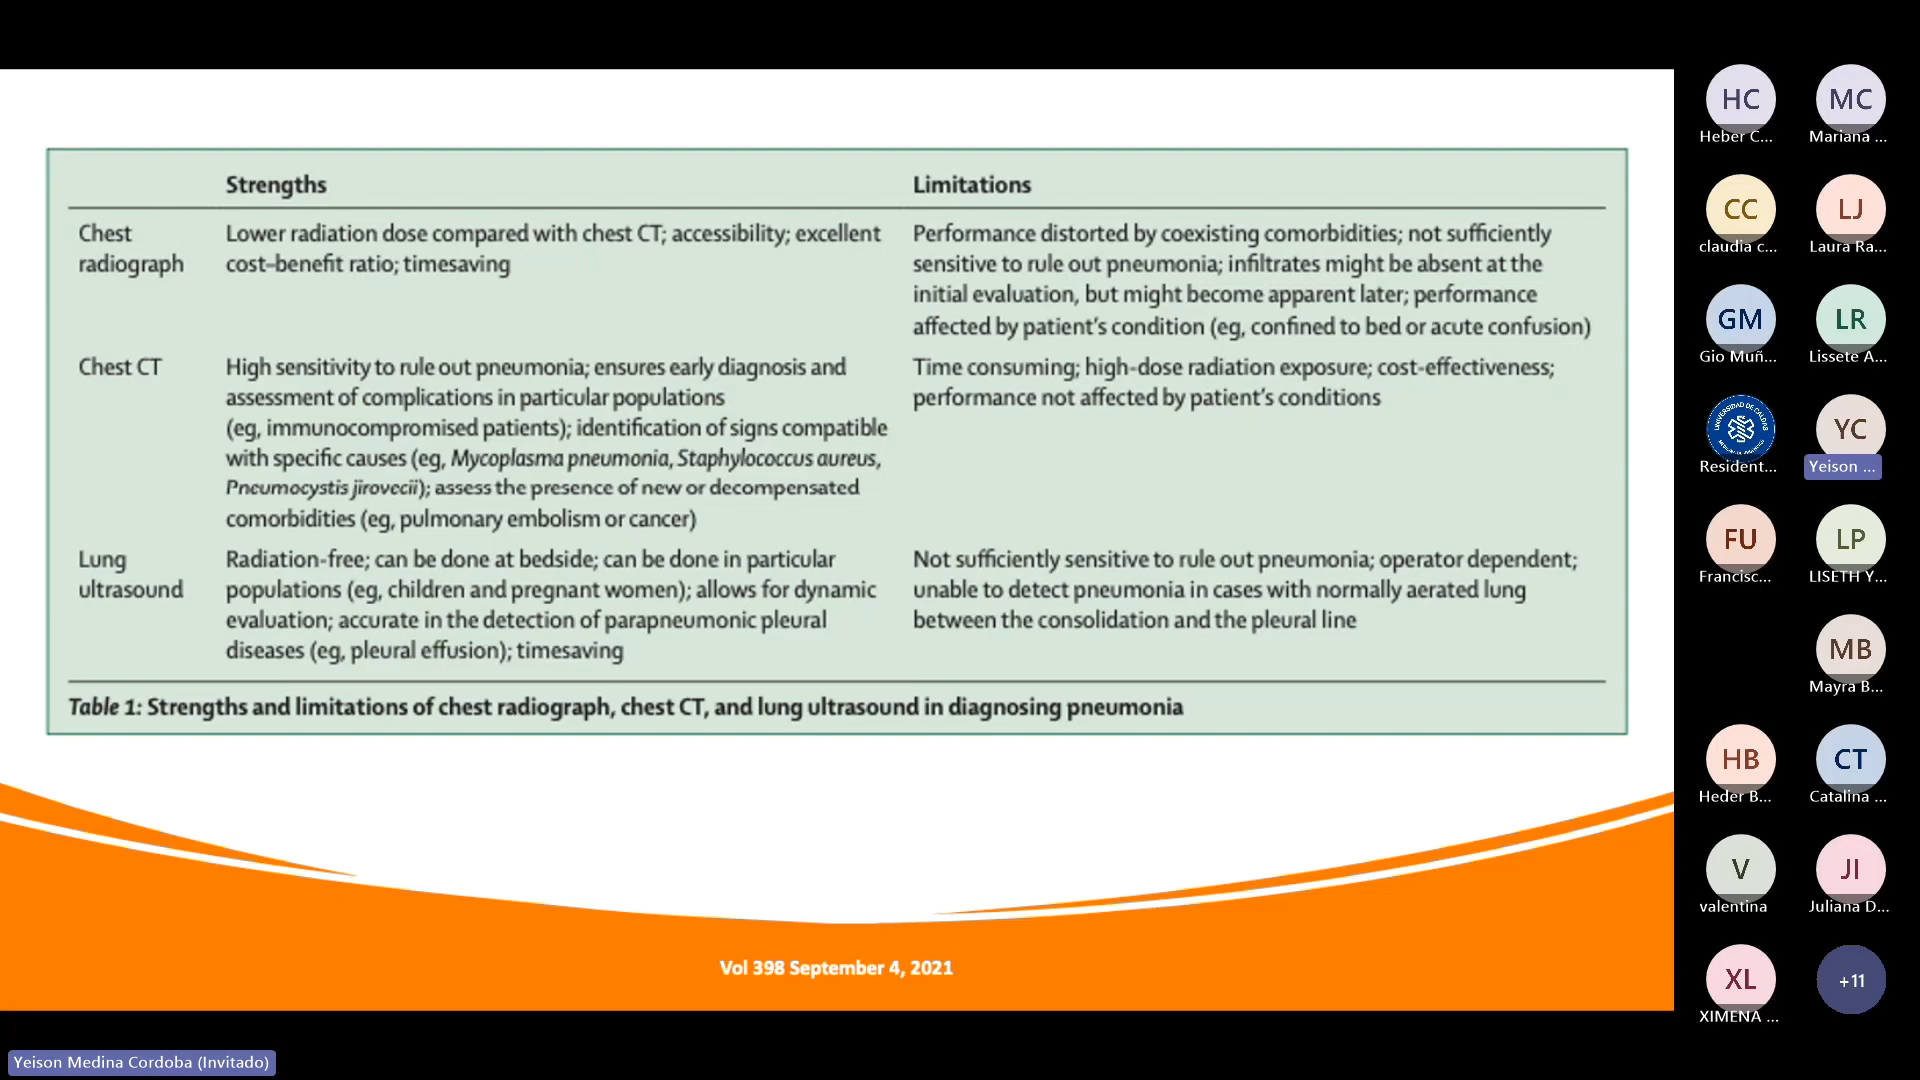 Strengths
Limitations
Chest
radiograph
Lower radiation dose compared with chest CT; accessibility; excellent
cost–benefit ratio; timesaving
Performance distorted by coexisting comorbidities; not sufficiently
sensitive to rule out pneumonia; infiltrates might be absent at the
initial evaluation, but might become apparent later; performance
affected by patient's condition (eg, confined to bed or acute confusion)
Chest CT
High sensitivity to rule out pneumonia; ensures early diagnosis and
assessment of complications in particular populations
(eg, immunocompromised patients); identification of signs compatible
with specific causes (eg, Mycoplasma pneumonia, Staphylococcus aureus,
Pneumocystis jirovecii); assess the presence of new or decompensated
comorbidities (eg, pulmonary embolism or cancer)
Time consuming; high-dose radiation exposure; cost-effectiveness;
performance not affected by patient's conditions
Lung
ultrasound
Radiation-free; can be done at bedside; can be done in particular
populations (eg, children and pregnant women); allows for dynamic
evaluation; accurate in the detection of parapneumonic pleural
diseases (eg, pleural effusion); timesaving
Not sufficiently sensitive to rule out pneumonia; operator dependent;
unable to detect pneumonia in cases with normally aerated lung
between the consolidation and the pleural line
Table 1: Strengths and limitations of chest radiograph, chest CT, and lung ultrasound in diagnosing pneumonia
Vol 398 September 4, 2021
Yeison Medina Cordoba (Invitado)
HC
Heber C...
MC
Mariana ...
CC
claudia c...
LJ
Laura Ra...
GM
Gio Muñ...
LR
Lissete A...
UNIVERSIDAD DE CALDAS
Resident...
YC
Yeison ...
FU
Francisc...
LP
LISETH Y...
MB
Mayra B...
HB
Heder B...
CT
Catalina ...
V
valentina
JI
Juliana D...
XL
XIMENA ...
+11